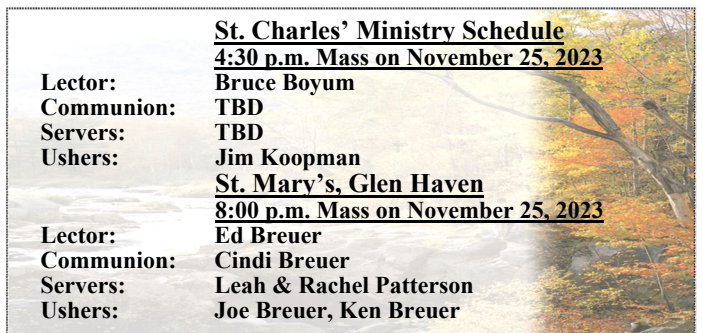 St. Charles’ Ministry Schedule
4:30 p.m. Mass on November 25, 2023
Lector: Bruce Boyum
Communion: TBD
Servers: TBD
Ushers: Jim Koopman
St. Mary’s, Glen Haven
8:00 p.m. Mass on November 25, 2023
Lector: Ed Breuer
Communion: Cindi Breuer
Servers: Leah & Rachel Patterson
Ushers: Joe Breuer, Ken Breuer